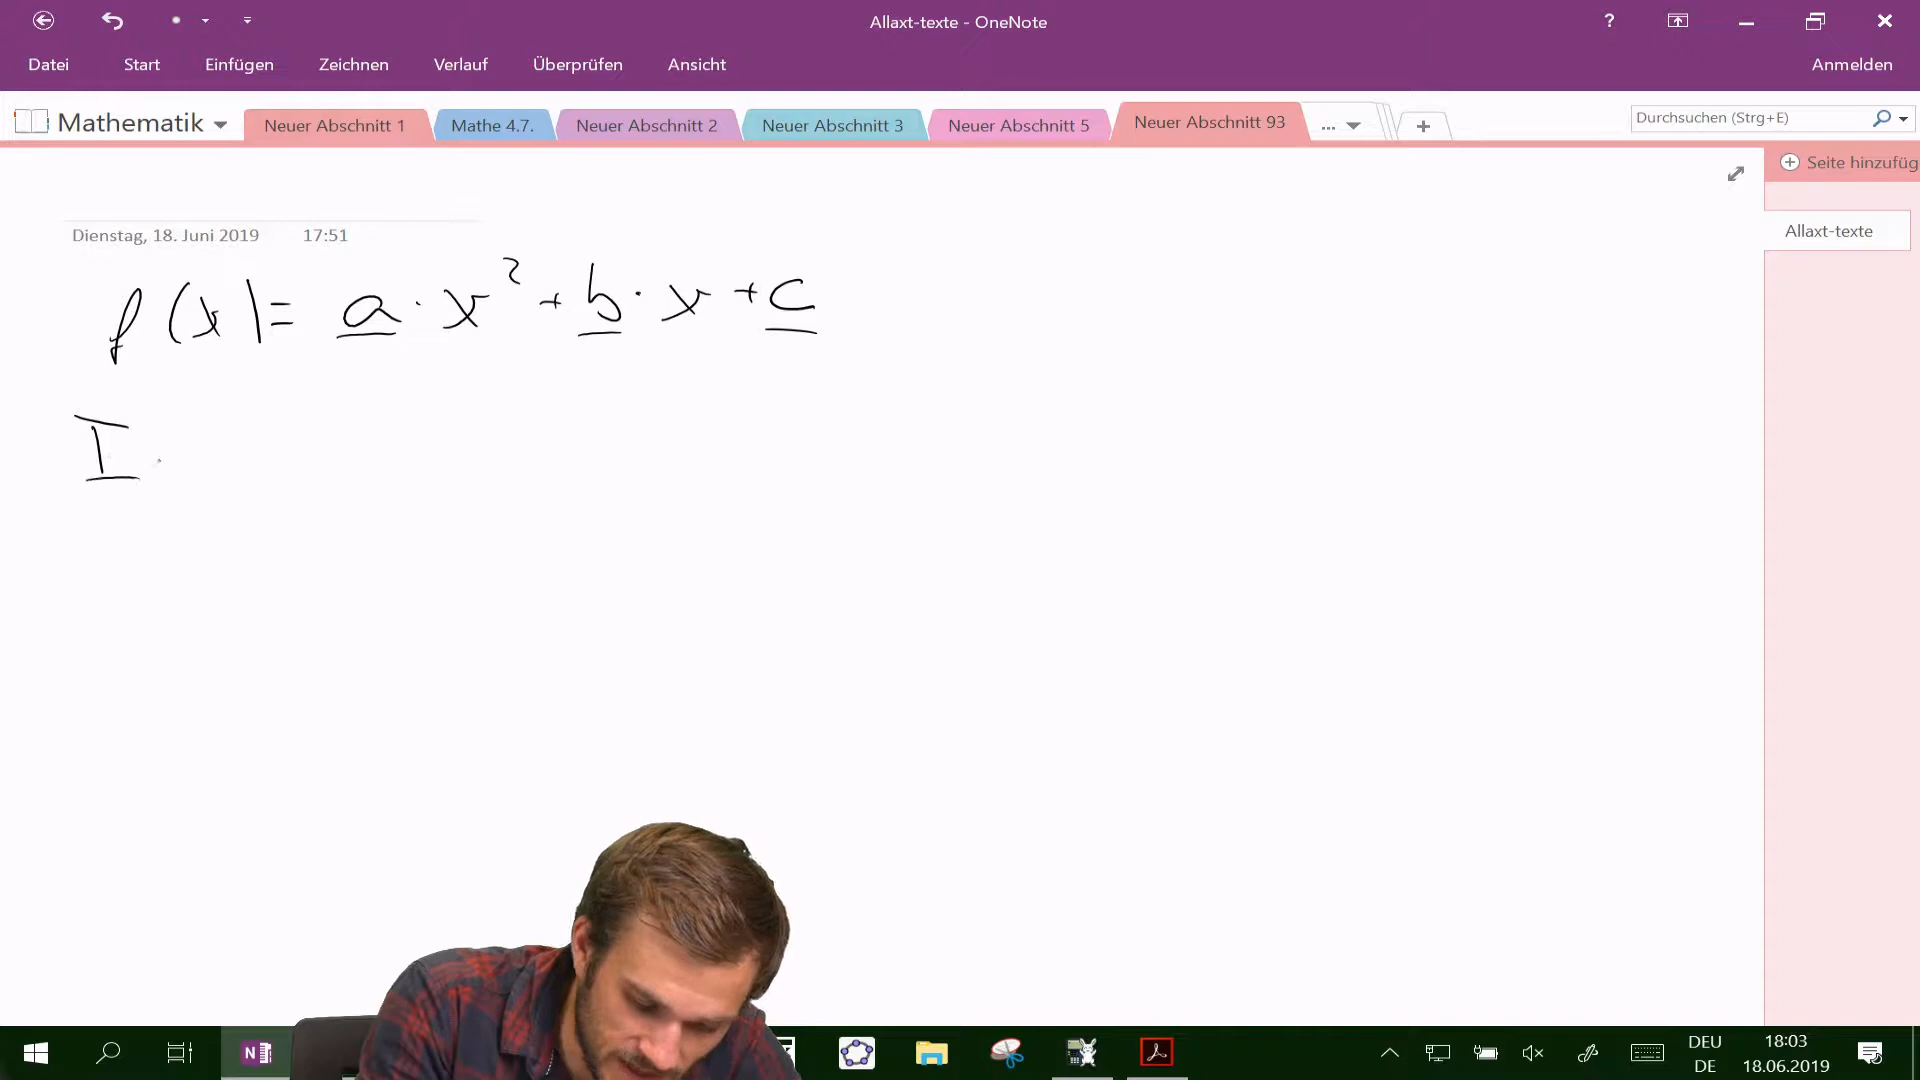 Allaxt-texte - OneNote
?
Datei Start Einfügen Zeichnen Verlauf Überprüfen Ansicht Anmelden
Mathematik Neuer Abschnitt 1 Mathe 4.7. Neuer Abschnitt 2 Neuer Abschnitt 3 Neuer Abschnitt 5 Neuer Abschnitt 93 ... + Durchsuchen (Strg+E)
Seite hinzufüg
Allaxt-texte
Dienstag, 18. Juni 2019 17:51
f(x)= a·x²+b·x+c
I
N
DEU
DE
18:03
18.06.2019